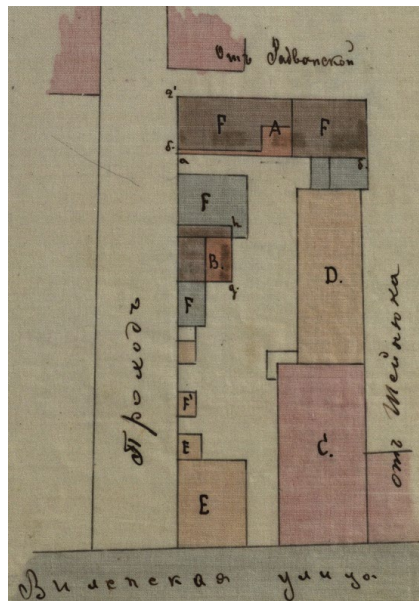 отъ Радванской
г'
F A F
б. а в.
F
h
B. D.
g.
F
Проходъ
отъ Шейнюка
F'
E C.
E
Виленская улица.